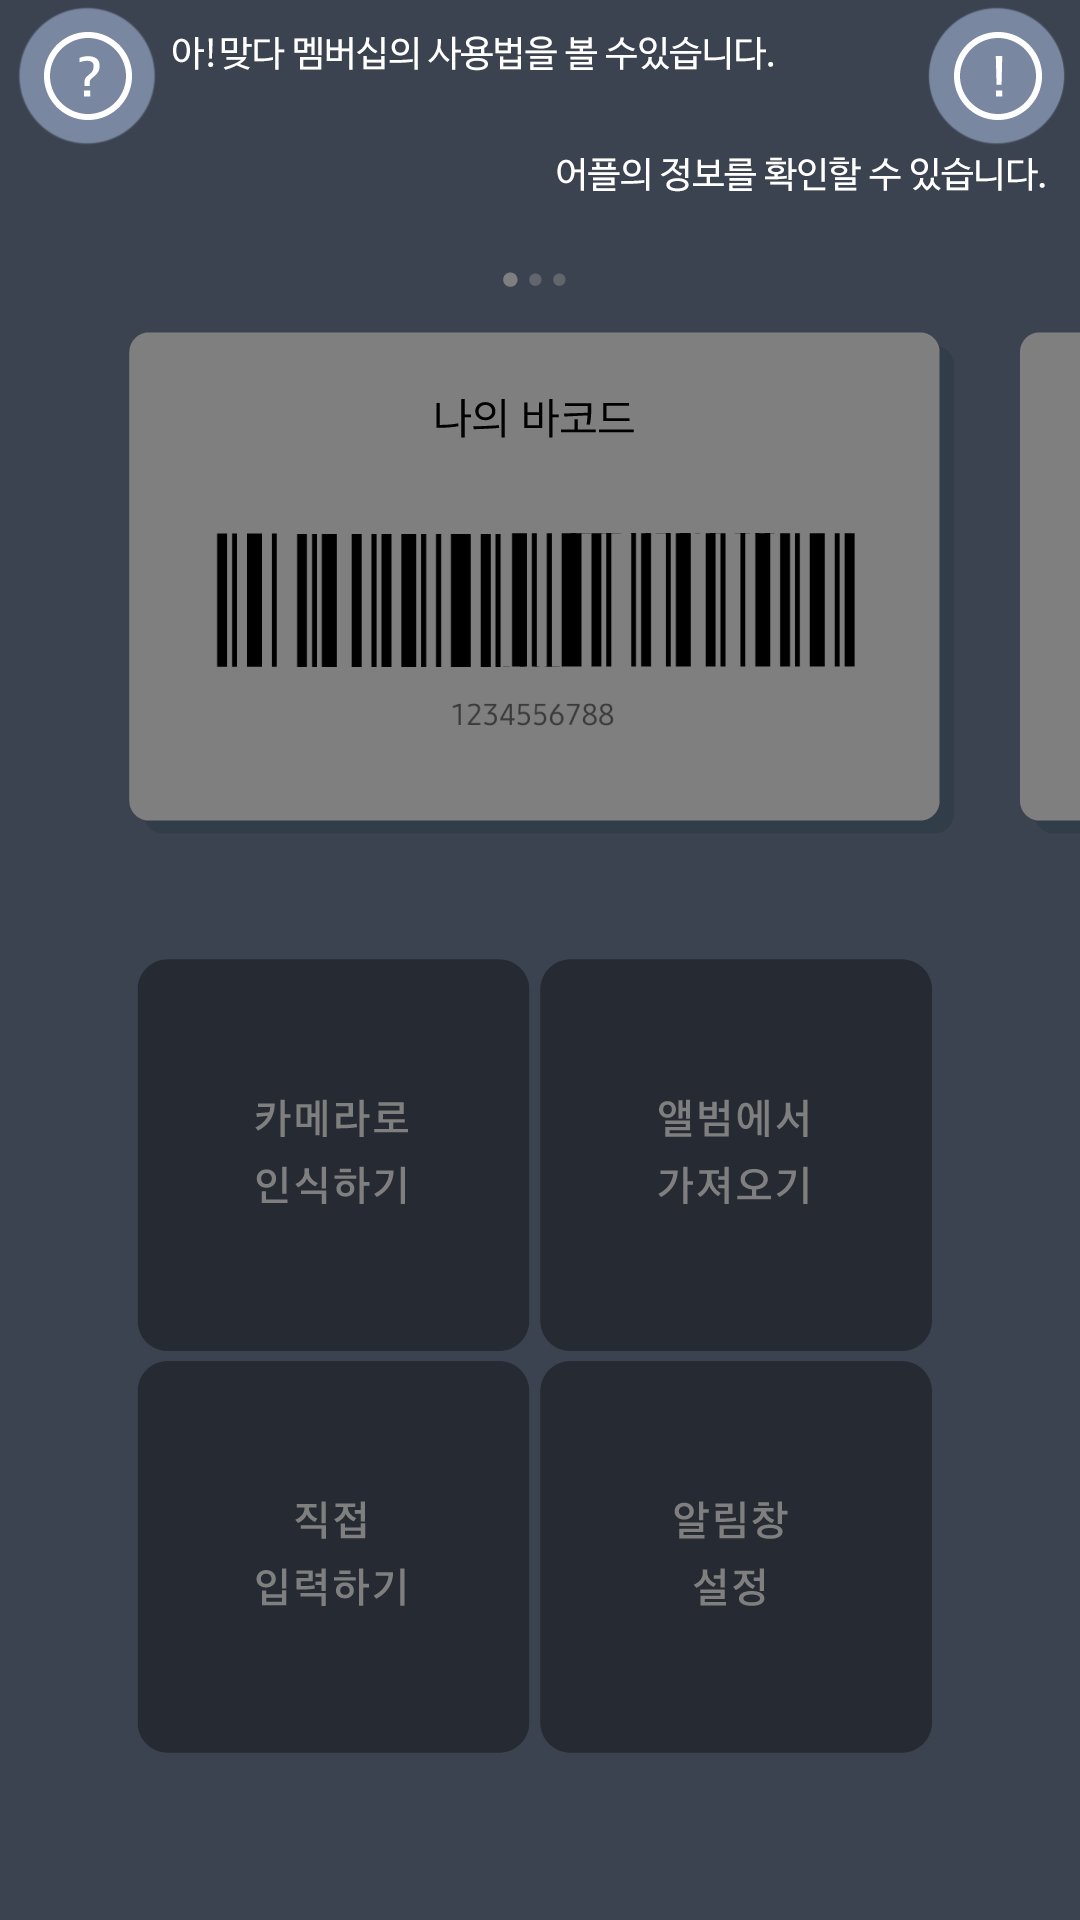 ?
아!맞다 멤버십의 사용법을 볼 수있습니다.
!
어플의 정보를 확인할 수 있습니다.
나의 바코드
1234556788
카메라로
인식하기
앨범에서
가져오기
직접
입력하기
알림창
설정